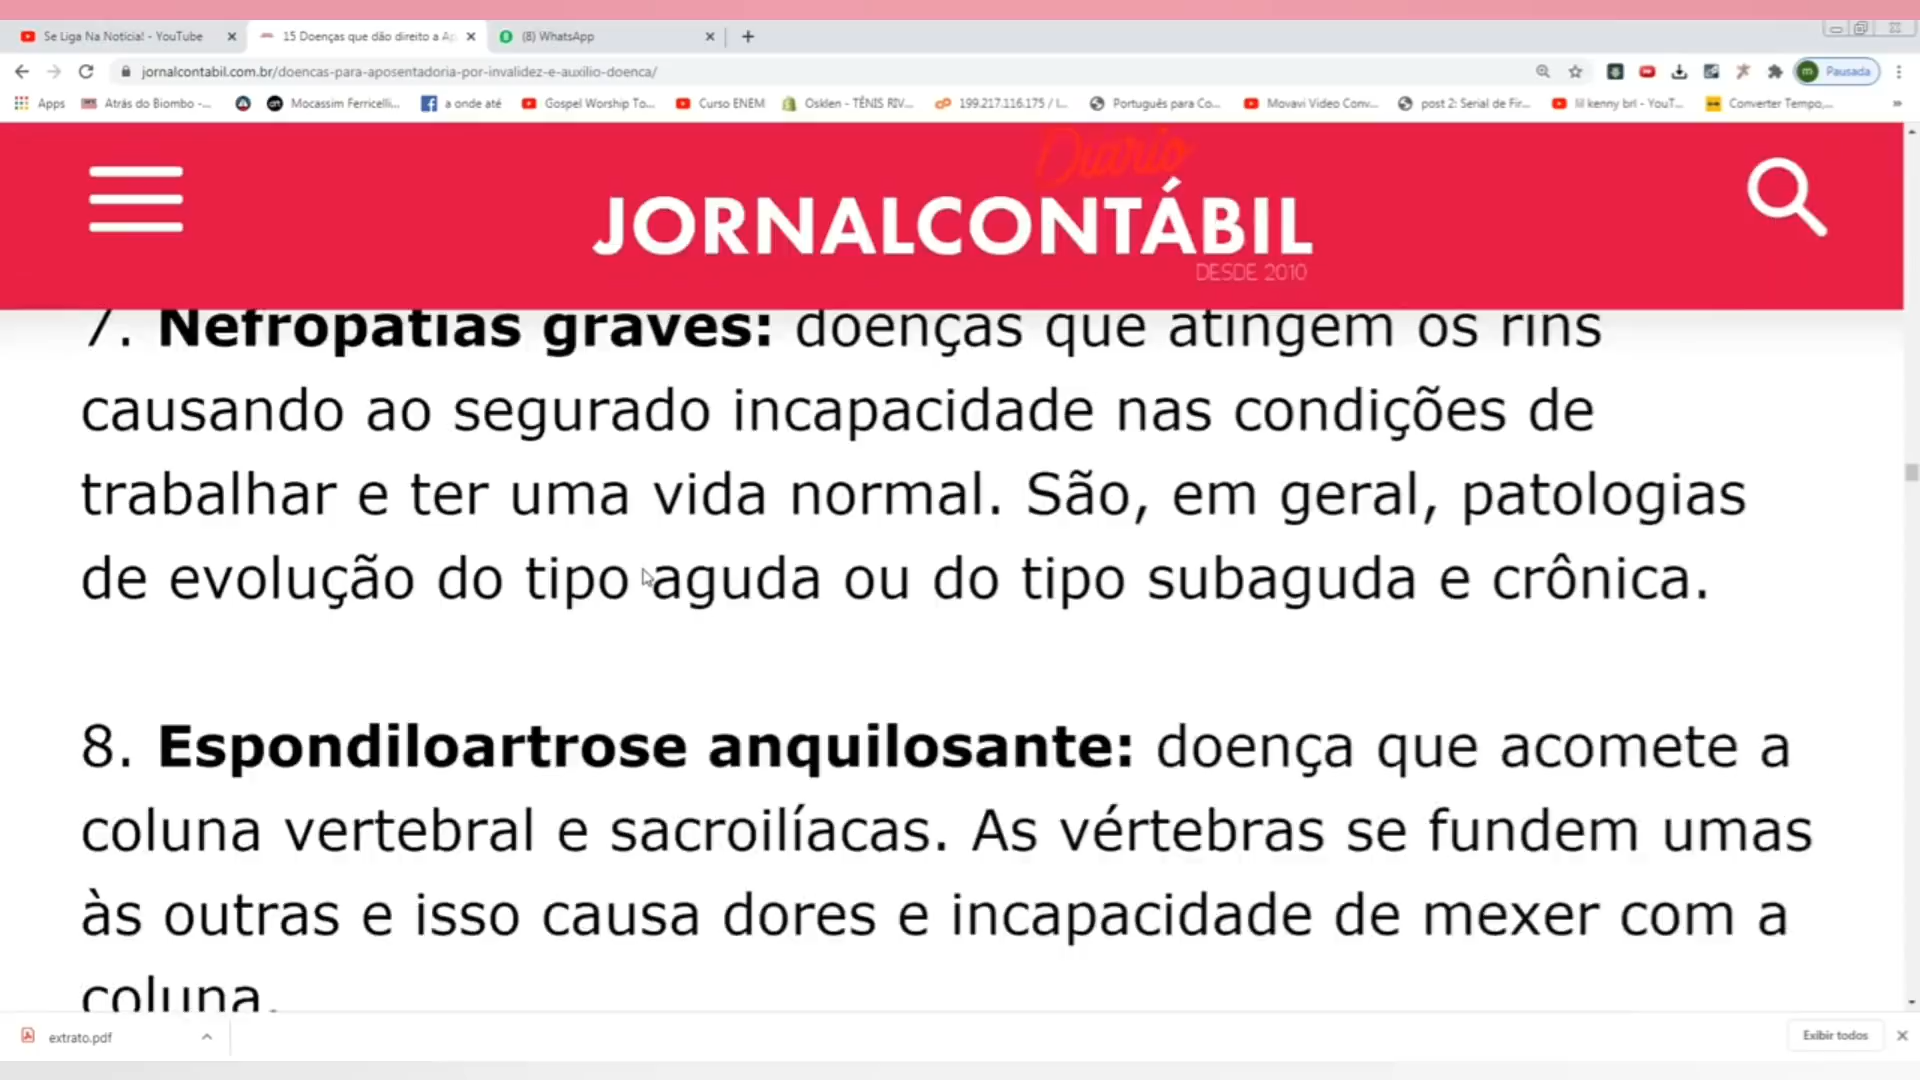 Se Liga Na Notícia! - YouTube
15 Doenças que dão direito a Ap
(8) WhatsApp
jornalcontabil.com.br/doencas-para-aposentadoria-por-invalidez-e-auxilio-doenca/
Pausada
Apps
Atrás do Biombo -...
Mocassim Ferricelli...
a onde até
Gospel Worship To...
Curso ENEM
Osklen - TÊNIS RIV...
199.217.116.175 / l...
Português para Co...
Movavi Video Conv...
post 2: Serial de Fir...
lil kenny brl - YouT...
Converter Tempo,...
Diário
JORNALCONTÁBIL
DESDE 2010
7. Nefropatias graves: doenças que atingem os rins
causando ao segurado incapacidade nas condições de
trabalhar e ter uma vida normal. São, em geral, patologias
de evolução do tipo aguda ou do tipo subaguda e crônica.
8. Espondiloartrose anquilosante: doença que acomete a
coluna vertebral e sacroilíacas. As vértebras se fundem umas
às outras e isso causa dores e incapacidade de mexer com a
coluna.
extrato.pdf
Exibir todos